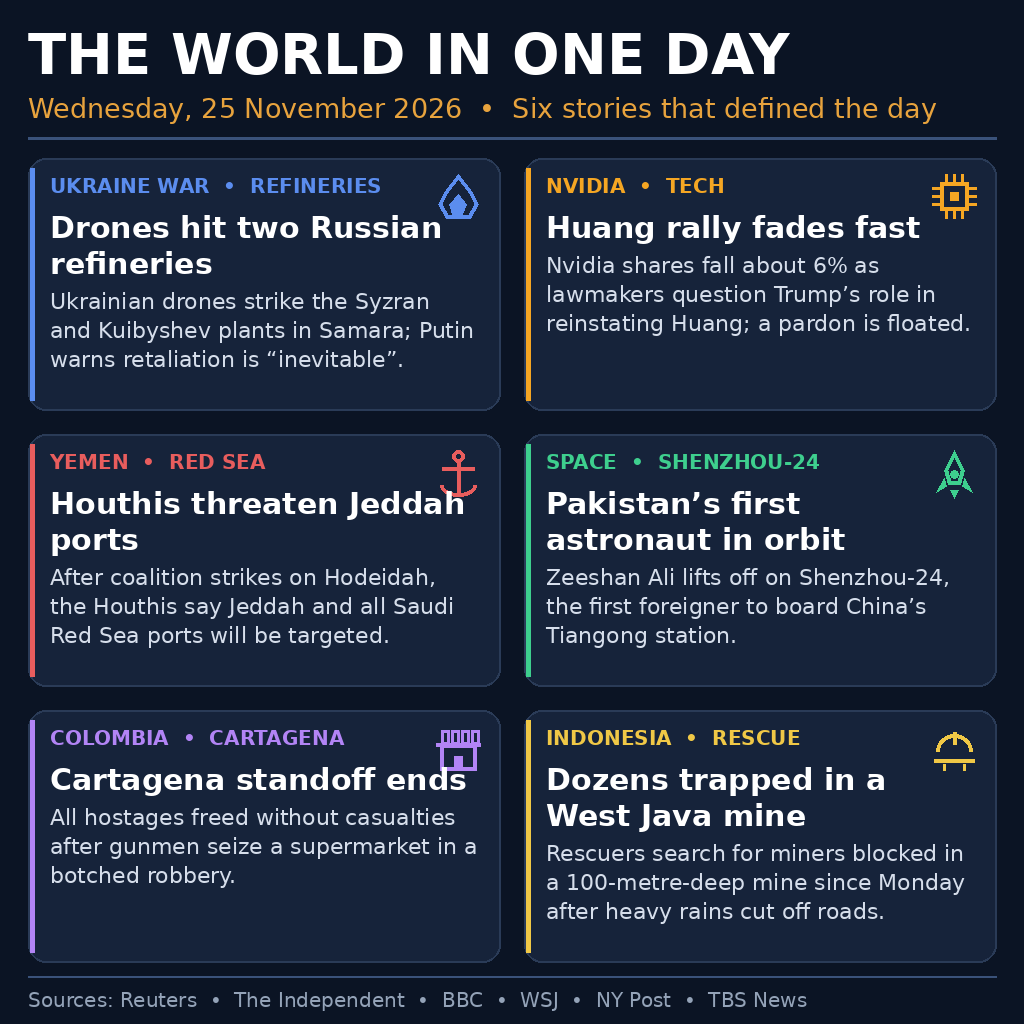 THE WORLD IN ONE DAY
Wednesday, 25 November 2026 • Six stories that defined the day
UKRAINE WAR • REFINERIES
Drones hit two Russian
refineries
Ukrainian drones strike the Syzran
and Kuibyshev plants in Samara; Putin
warns retaliation is “inevitable”.
NVIDIA • TECH
Huang rally fades fast
Nvidia shares fall about 6% as
lawmakers question Trump’s role in
reinstating Huang; a pardon is floated.
YEMEN • RED SEA
Houthis threaten Jeddah
ports
After coalition strikes on Hodeidah,
the Houthis say Jeddah and all Saudi
Red Sea ports will be targeted.
SPACE • SHENZHOU-24
Pakistan’s first
astronaut in orbit
Zeeshan Ali lifts off on Shenzhou-24,
the first foreigner to board China’s
Tiangong station.
COLOMBIA • CARTAGENA
Cartagena standoff ends
All hostages freed without casualties
after gunmen seize a supermarket in a
botched robbery.
INDONESIA • RESCUE
Dozens trapped in a
West Java mine
Rescuers search for miners blocked in
a 100-metre-deep mine since Monday
after heavy rains cut off roads.
Sources: Reuters • The Independent • BBC • WSJ • NY Post • TBS News